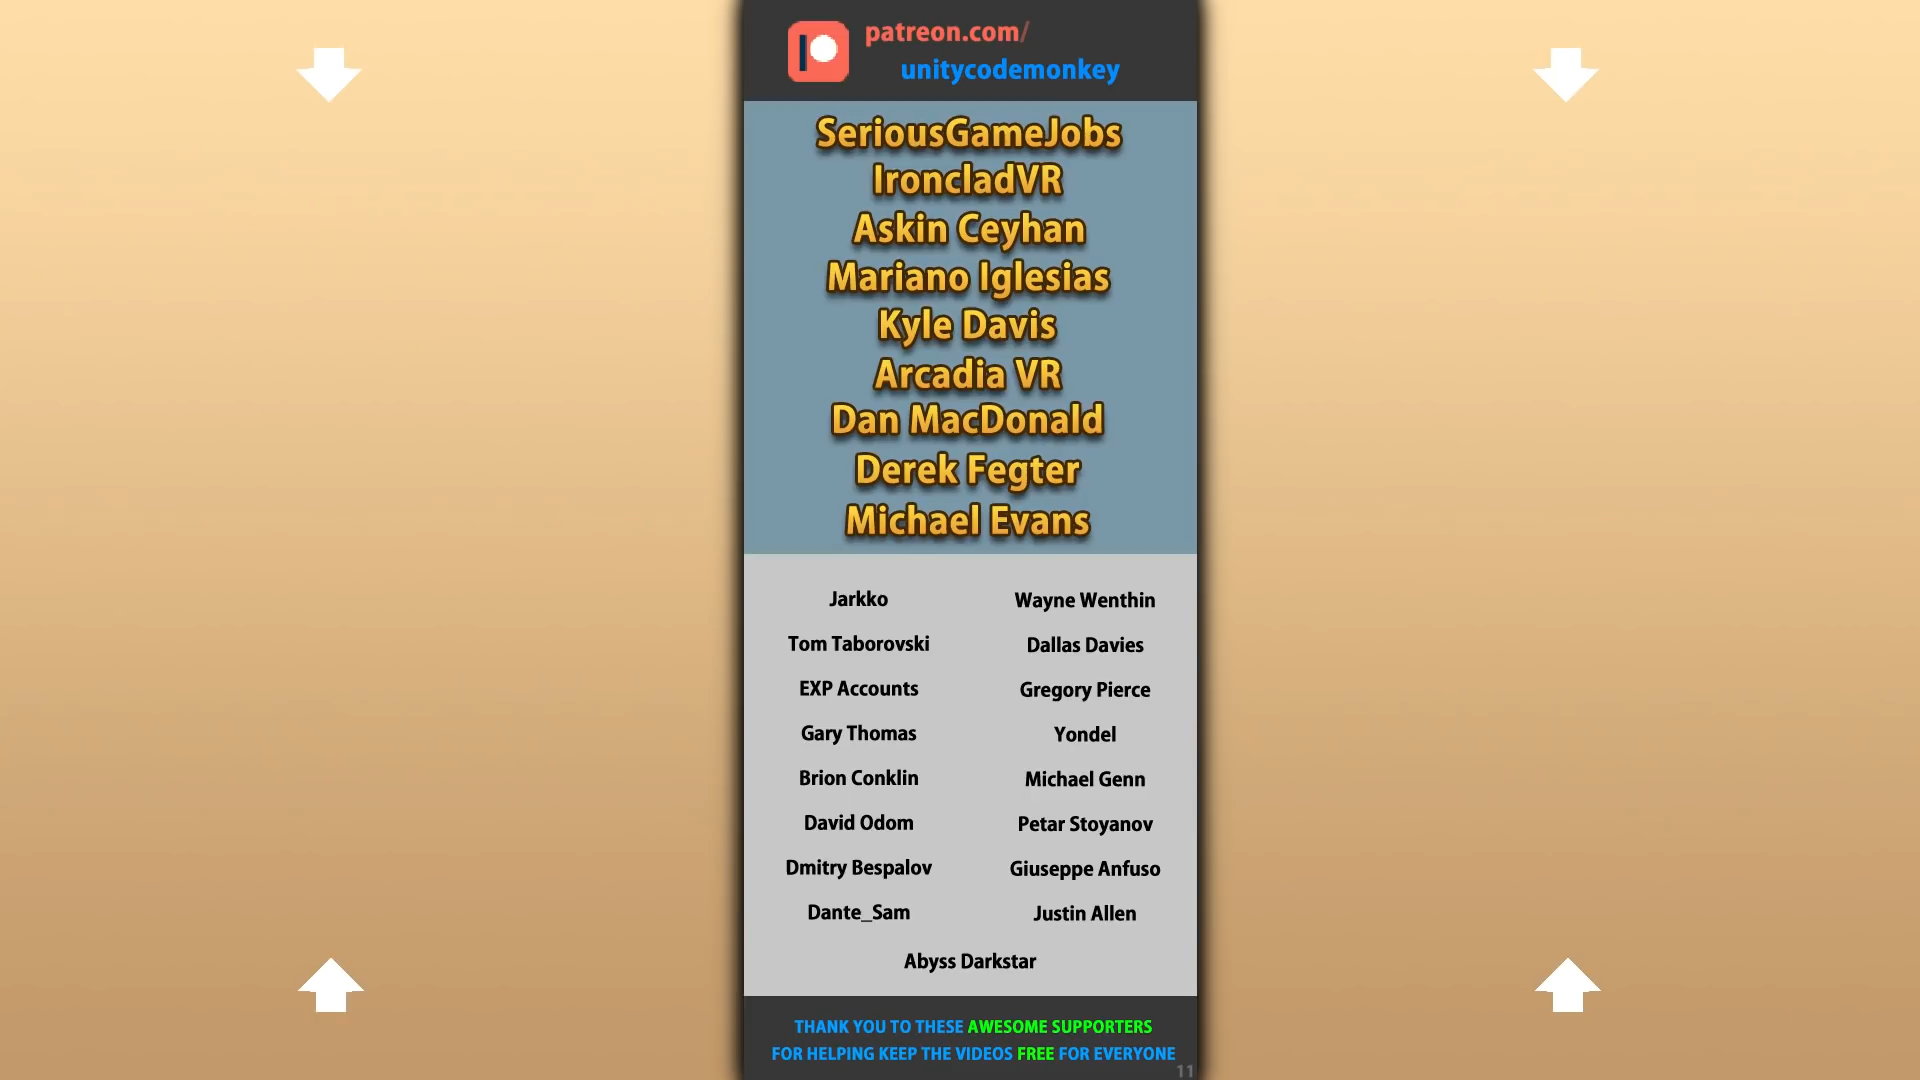 patreon.com/
unitycodemonkey
SeriousGameJobs
IroncladVR
Askin Ceyhan
Mariano Iglesias
Kyle Davis
Arcadia VR
Dan MacDonald
Derek Fegter
Michael Evans
Jarkko
Wayne Wenthin
Tom Taborovski
Dallas Davies
EXP Accounts
Gregory Pierce
Gary Thomas
Yondel
Brion Conklin
Michael Genn
David Odom
Petar Stoyanov
Dmitry Bespalov
Giuseppe Anfuso
Dante_Sam
Justin Allen
Abyss Darkstar
THANK YOU TO THESE AWESOME SUPPORTERS
FOR HELPING KEEP THE VIDEOS FREE FOR EVERYONE
11